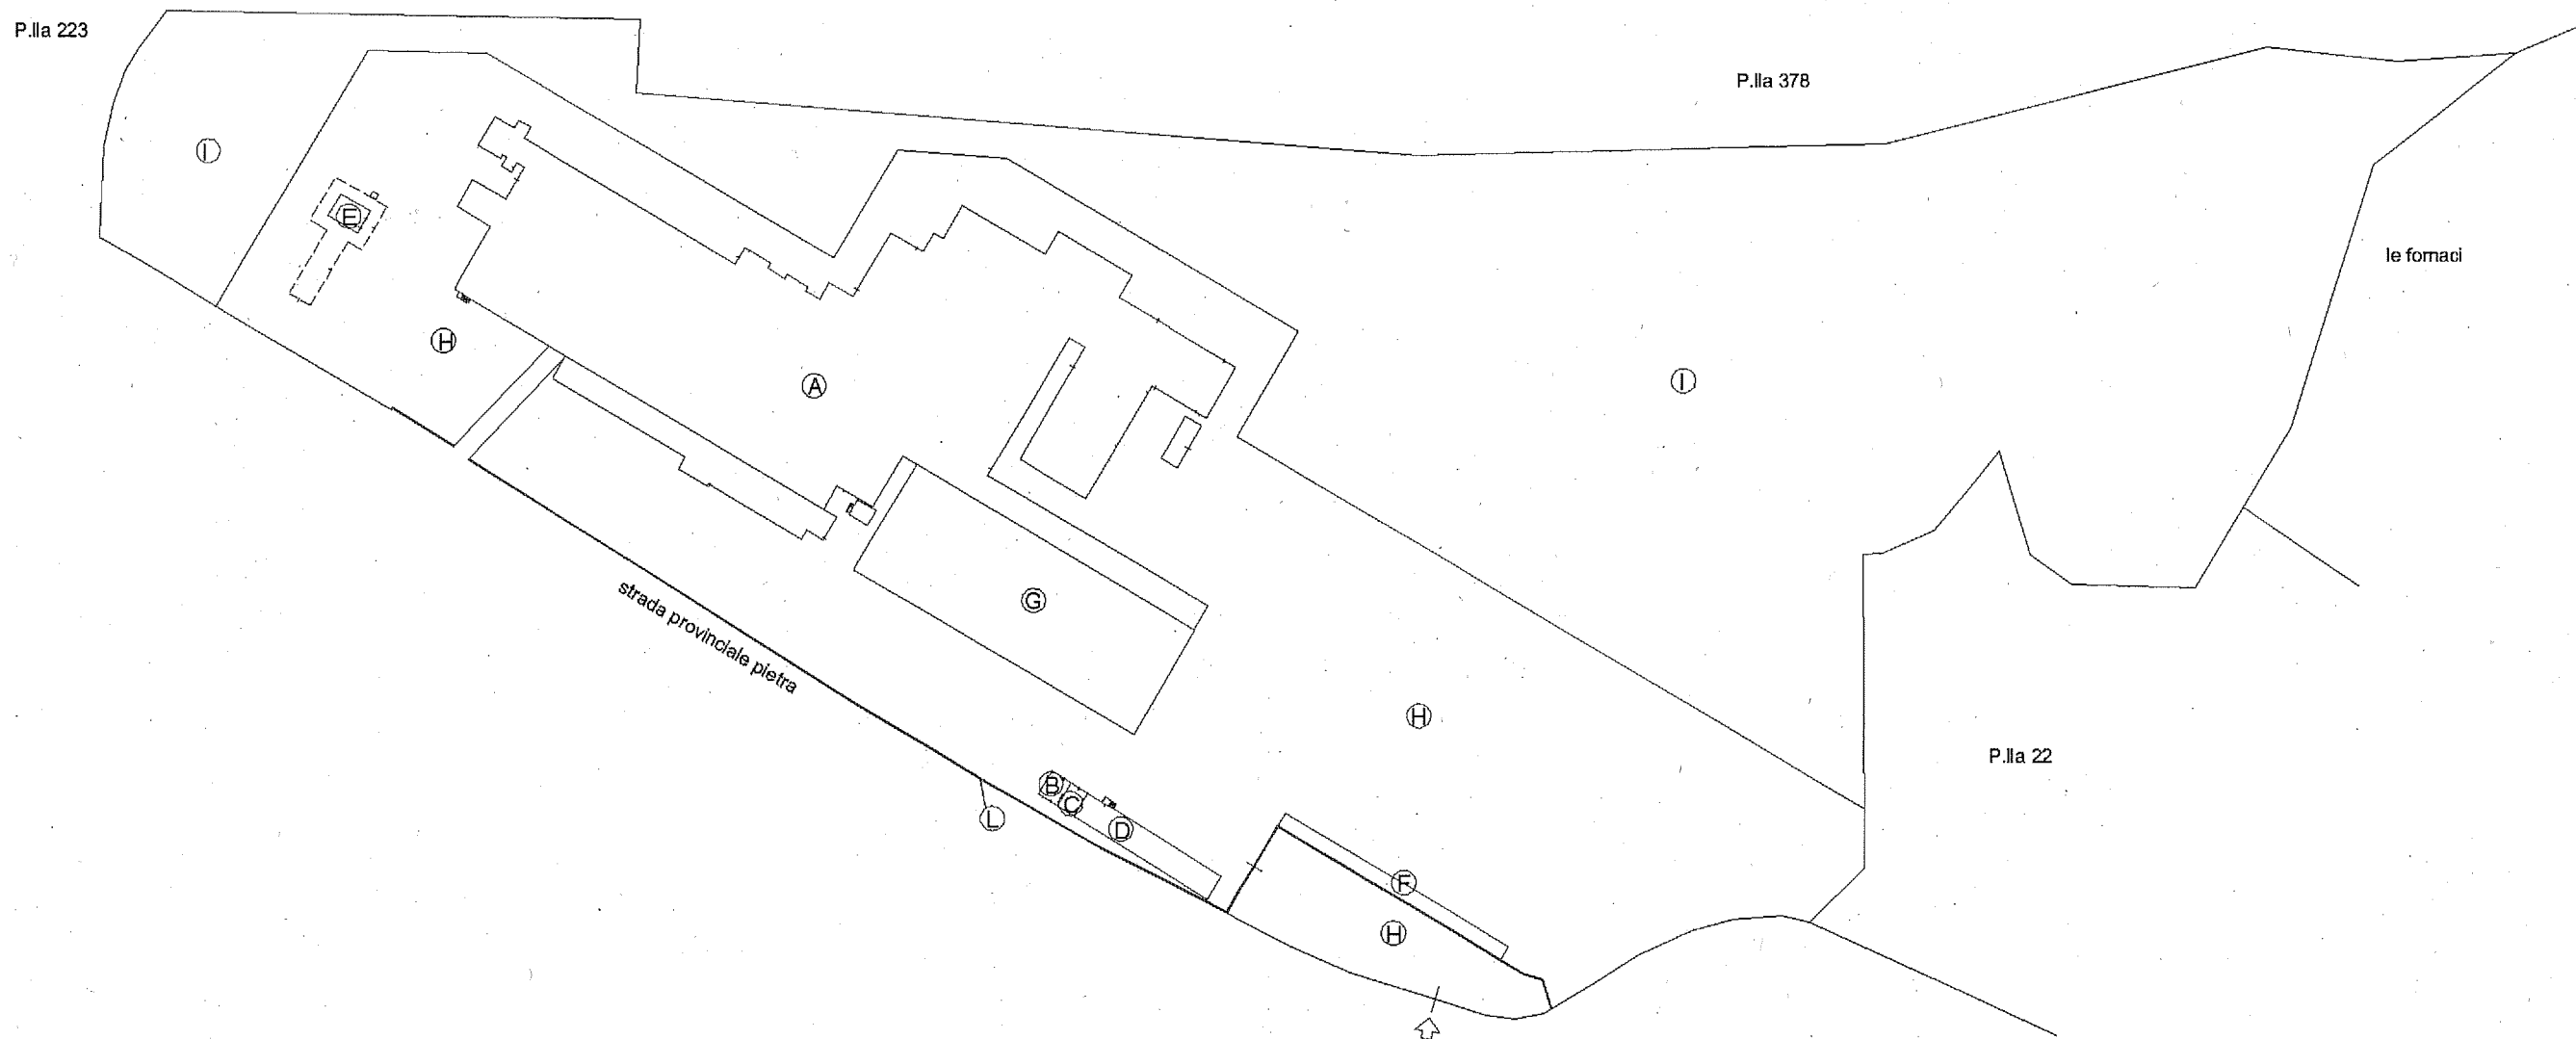 P.lla 223
P.lla 378
I
E
le fornaci
H
A
I
G
strada provinciale pietra
H
P.lla 22
B
C
L
D
F
H